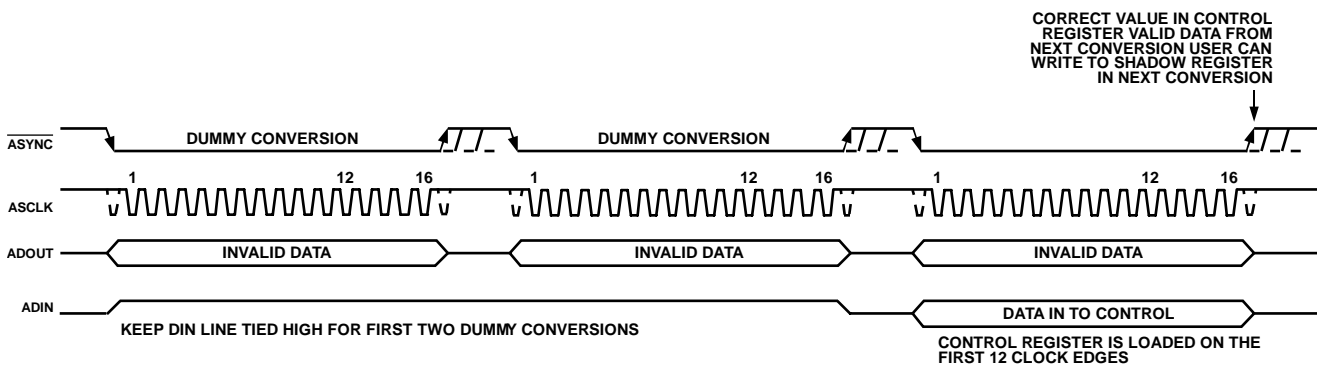 CORRECT VALUE IN CONTROL
REGISTER VALID DATA FROM
NEXT CONVERSION USER CAN
WRITE TO SHADOW REGISTER
IN NEXT CONVERSION
ASYNC DUMMY CONVERSION DUMMY CONVERSION
1 12 16 1 12 16 1 12 16
ASCLK
ADOUT INVALID DATA INVALID DATA INVALID DATA
ADIN DATA IN TO CONTROL
KEEP DIN LINE TIED HIGH FOR FIRST TWO DUMMY CONVERSIONS
CONTROL REGISTER IS LOADED ON THE
FIRST 12 CLOCK EDGES